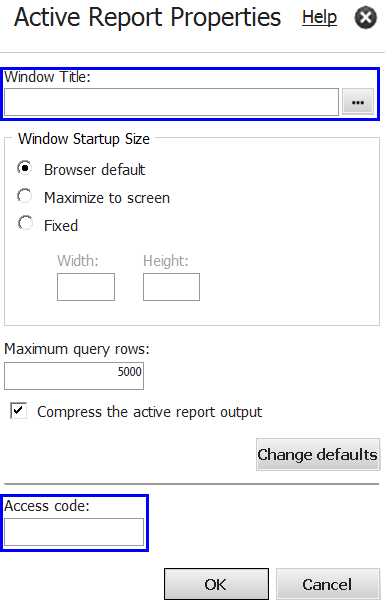 Active Report Properties Help
Window Title:
...
Window Startup Size
Browser default
Maximize to screen
Fixed
Width: Height:
Maximum query rows:
5000
Compress the active report output
Change defaults
Access code:
OK Cancel